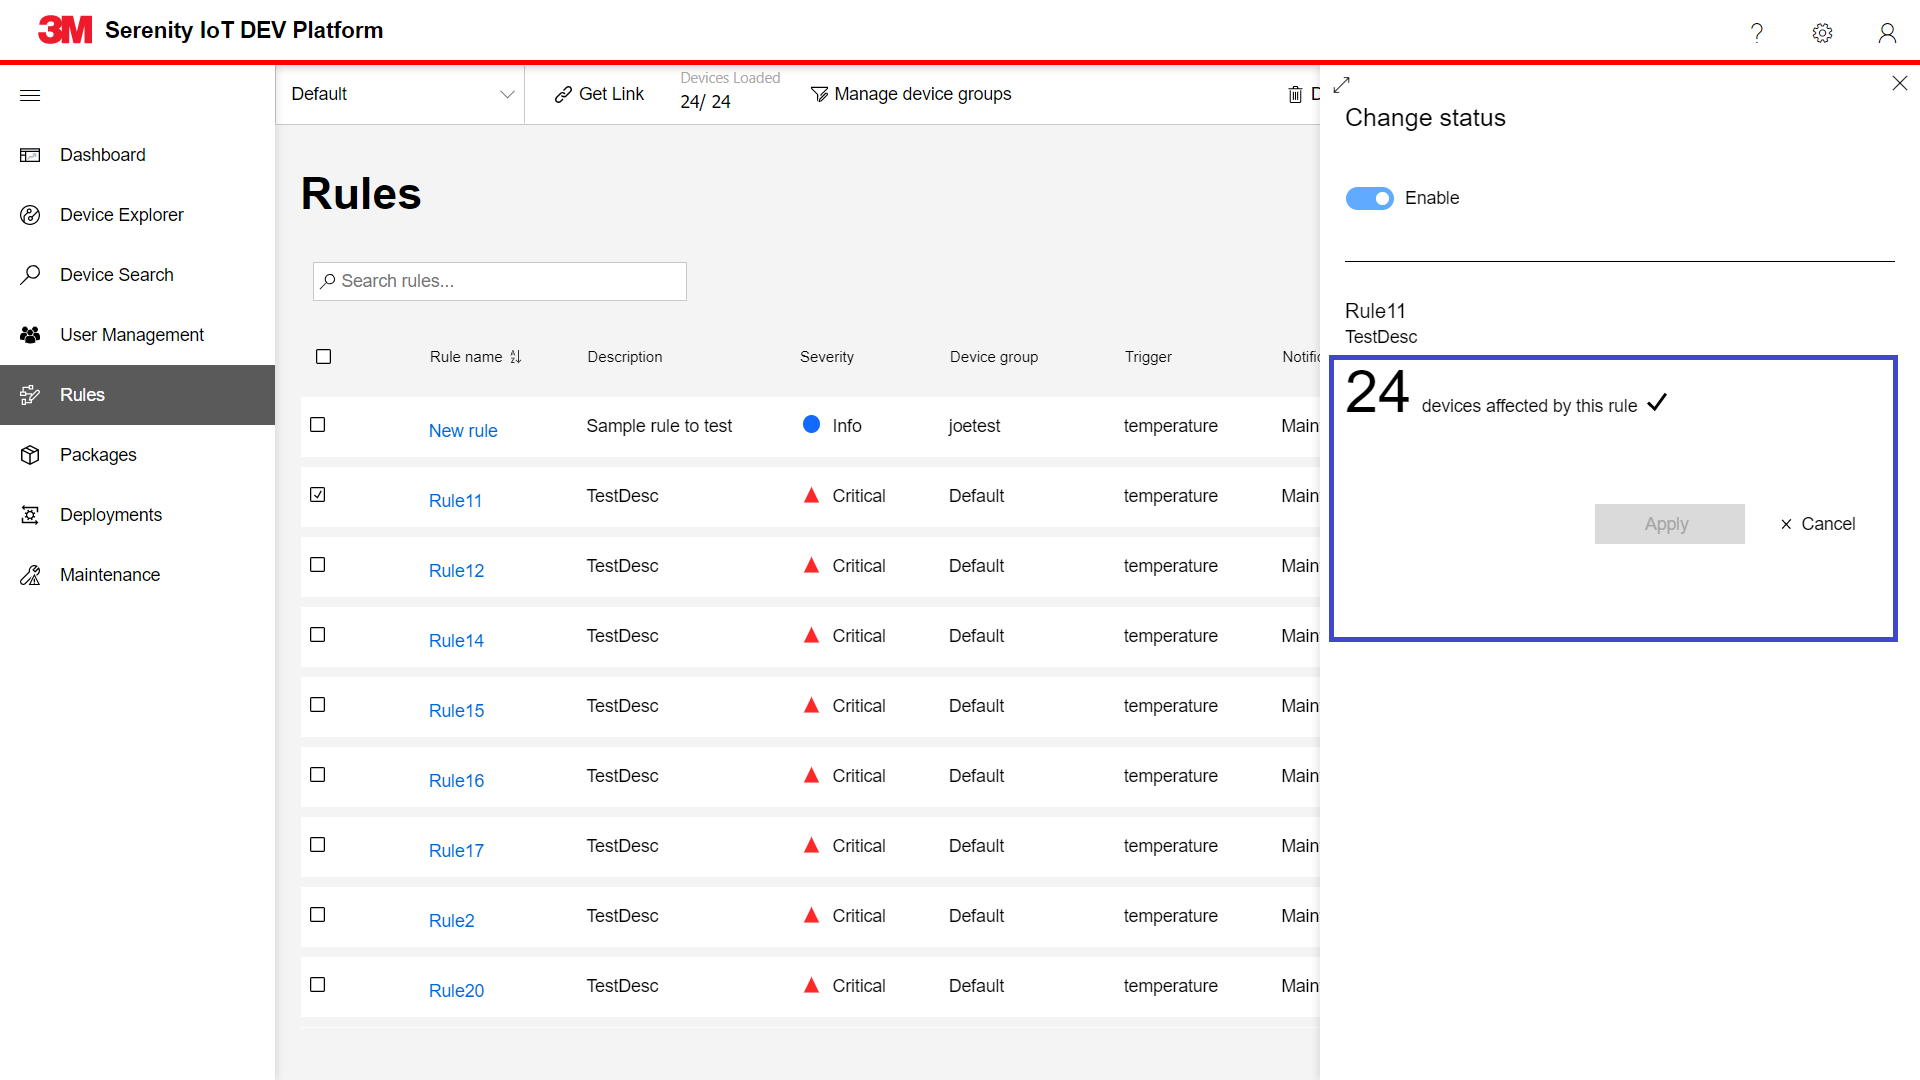 3M Serenity IoT DEV Platform
?
Default
Get Link
Devices Loaded
24/ 24
Manage device groups
D
Dashboard
Device Explorer
Device Search
User Management
Rules
Packages
Deployments
Maintenance
Rules
Search rules...
Rule name Description Severity Device group Trigger Notific
New rule Sample rule to test Info joetest temperature Main
Rule11 TestDesc Critical Default temperature Main
Rule12 TestDesc Critical Default temperature Main
Rule14 TestDesc Critical Default temperature Main
Rule15 TestDesc Critical Default temperature Main
Rule16 TestDesc Critical Default temperature Main
Rule17 TestDesc Critical Default temperature Main
Rule2 TestDesc Critical Default temperature Main
Rule20 TestDesc Critical Default temperature Main
Change status
Enable
Rule11
TestDesc
24 devices affected by this rule
Apply Cancel